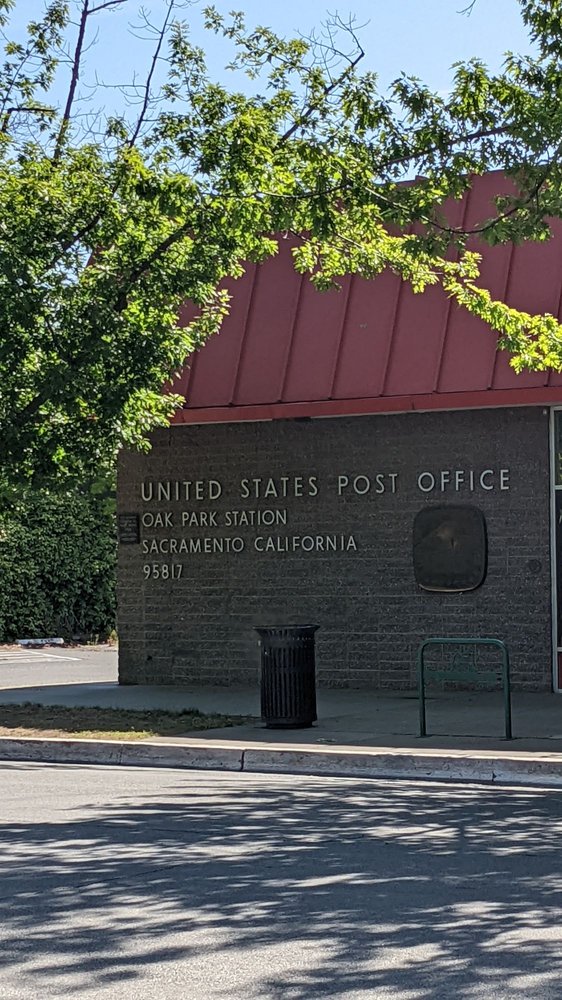 UNITED STATES POST OFFICE
OAK PARK STATION
SACRAMENTO CALIFORNIA
95817